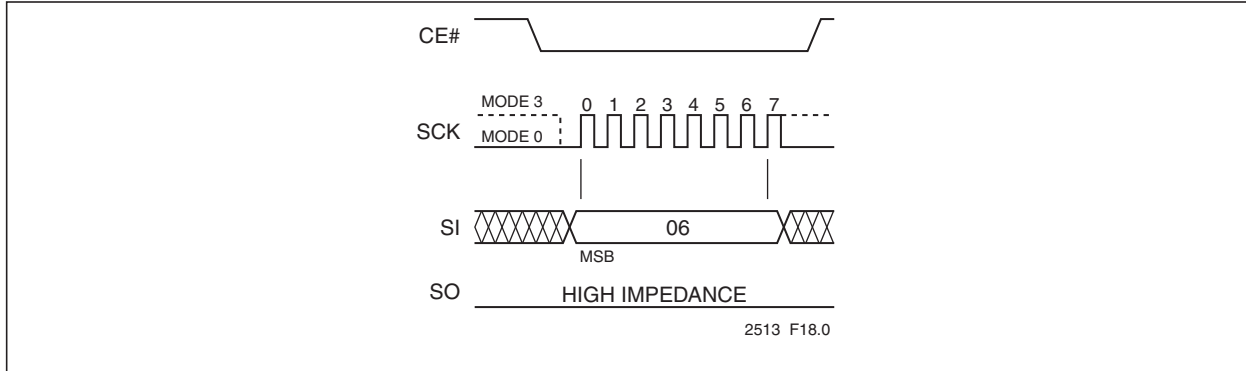 CE#
MODE 3
0 1 2 3 4 5 6 7
SCK
MODE 0
SI
06
MSB
SO
HIGH IMPEDANCE
2513 F18.0